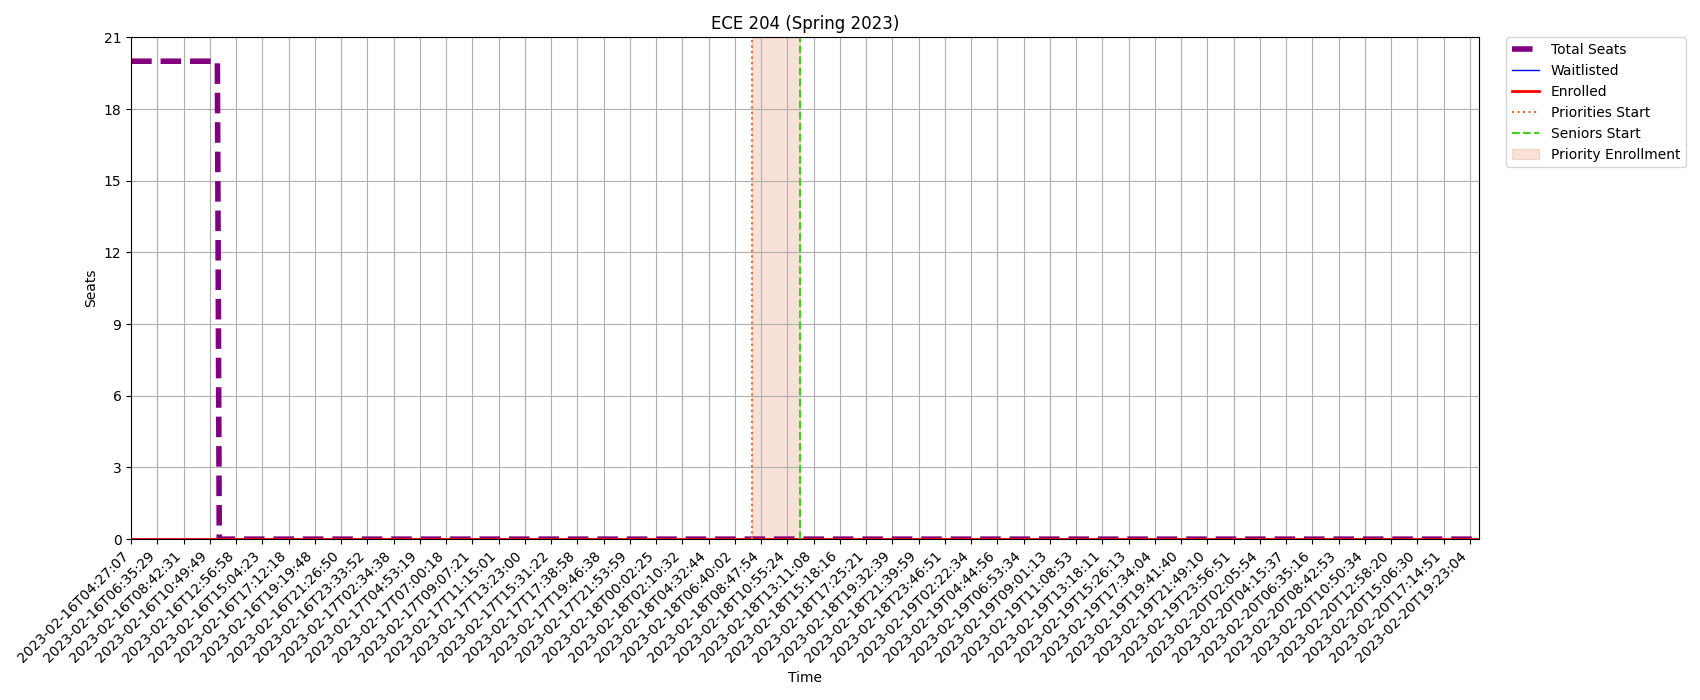 ECE 204 (Spring 2023)
21
18
15
12
9
6
3
0
Seats
2023-02-16T04:27:07
2023-02-16T06:35:29
2023-02-16T08:42:31
2023-02-16T10:49:49
2023-02-16T12:56:58
2023-02-16T15:04:23
2023-02-16T17:12:18
2023-02-16T19:19:48
2023-02-16T21:26:50
2023-02-16T23:33:52
2023-02-17T02:34:38
2023-02-17T04:53:19
2023-02-17T07:00:18
2023-02-17T09:07:21
2023-02-17T11:15:01
2023-02-17T13:23:00
2023-02-17T15:31:22
2023-02-17T17:38:58
2023-02-17T19:46:38
2023-02-17T21:53:59
2023-02-18T00:02:25
2023-02-18T02:10:32
2023-02-18T04:32:44
2023-02-18T06:40:02
2023-02-18T08:47:54
2023-02-18T10:55:24
2023-02-18T13:11:08
2023-02-18T15:18:16
2023-02-18T17:25:21
2023-02-18T19:32:39
2023-02-18T21:39:59
2023-02-18T23:46:51
2023-02-19T02:22:34
2023-02-19T04:44:56
2023-02-19T06:53:34
2023-02-19T09:01:13
2023-02-19T11:08:53
2023-02-19T13:18:11
2023-02-19T15:26:13
2023-02-19T17:34:04
2023-02-19T19:41:40
2023-02-19T21:49:10
2023-02-19T23:56:51
2023-02-20T02:05:54
2023-02-20T04:15:37
2023-02-20T06:35:16
2023-02-20T08:42:53
2023-02-20T10:50:34
2023-02-20T12:58:20
2023-02-20T15:06:30
2023-02-20T17:14:51
2023-02-20T19:23:04
Time
Total Seats
Waitlisted
Enrolled
Priorities Start
Seniors Start
Priority Enrollment